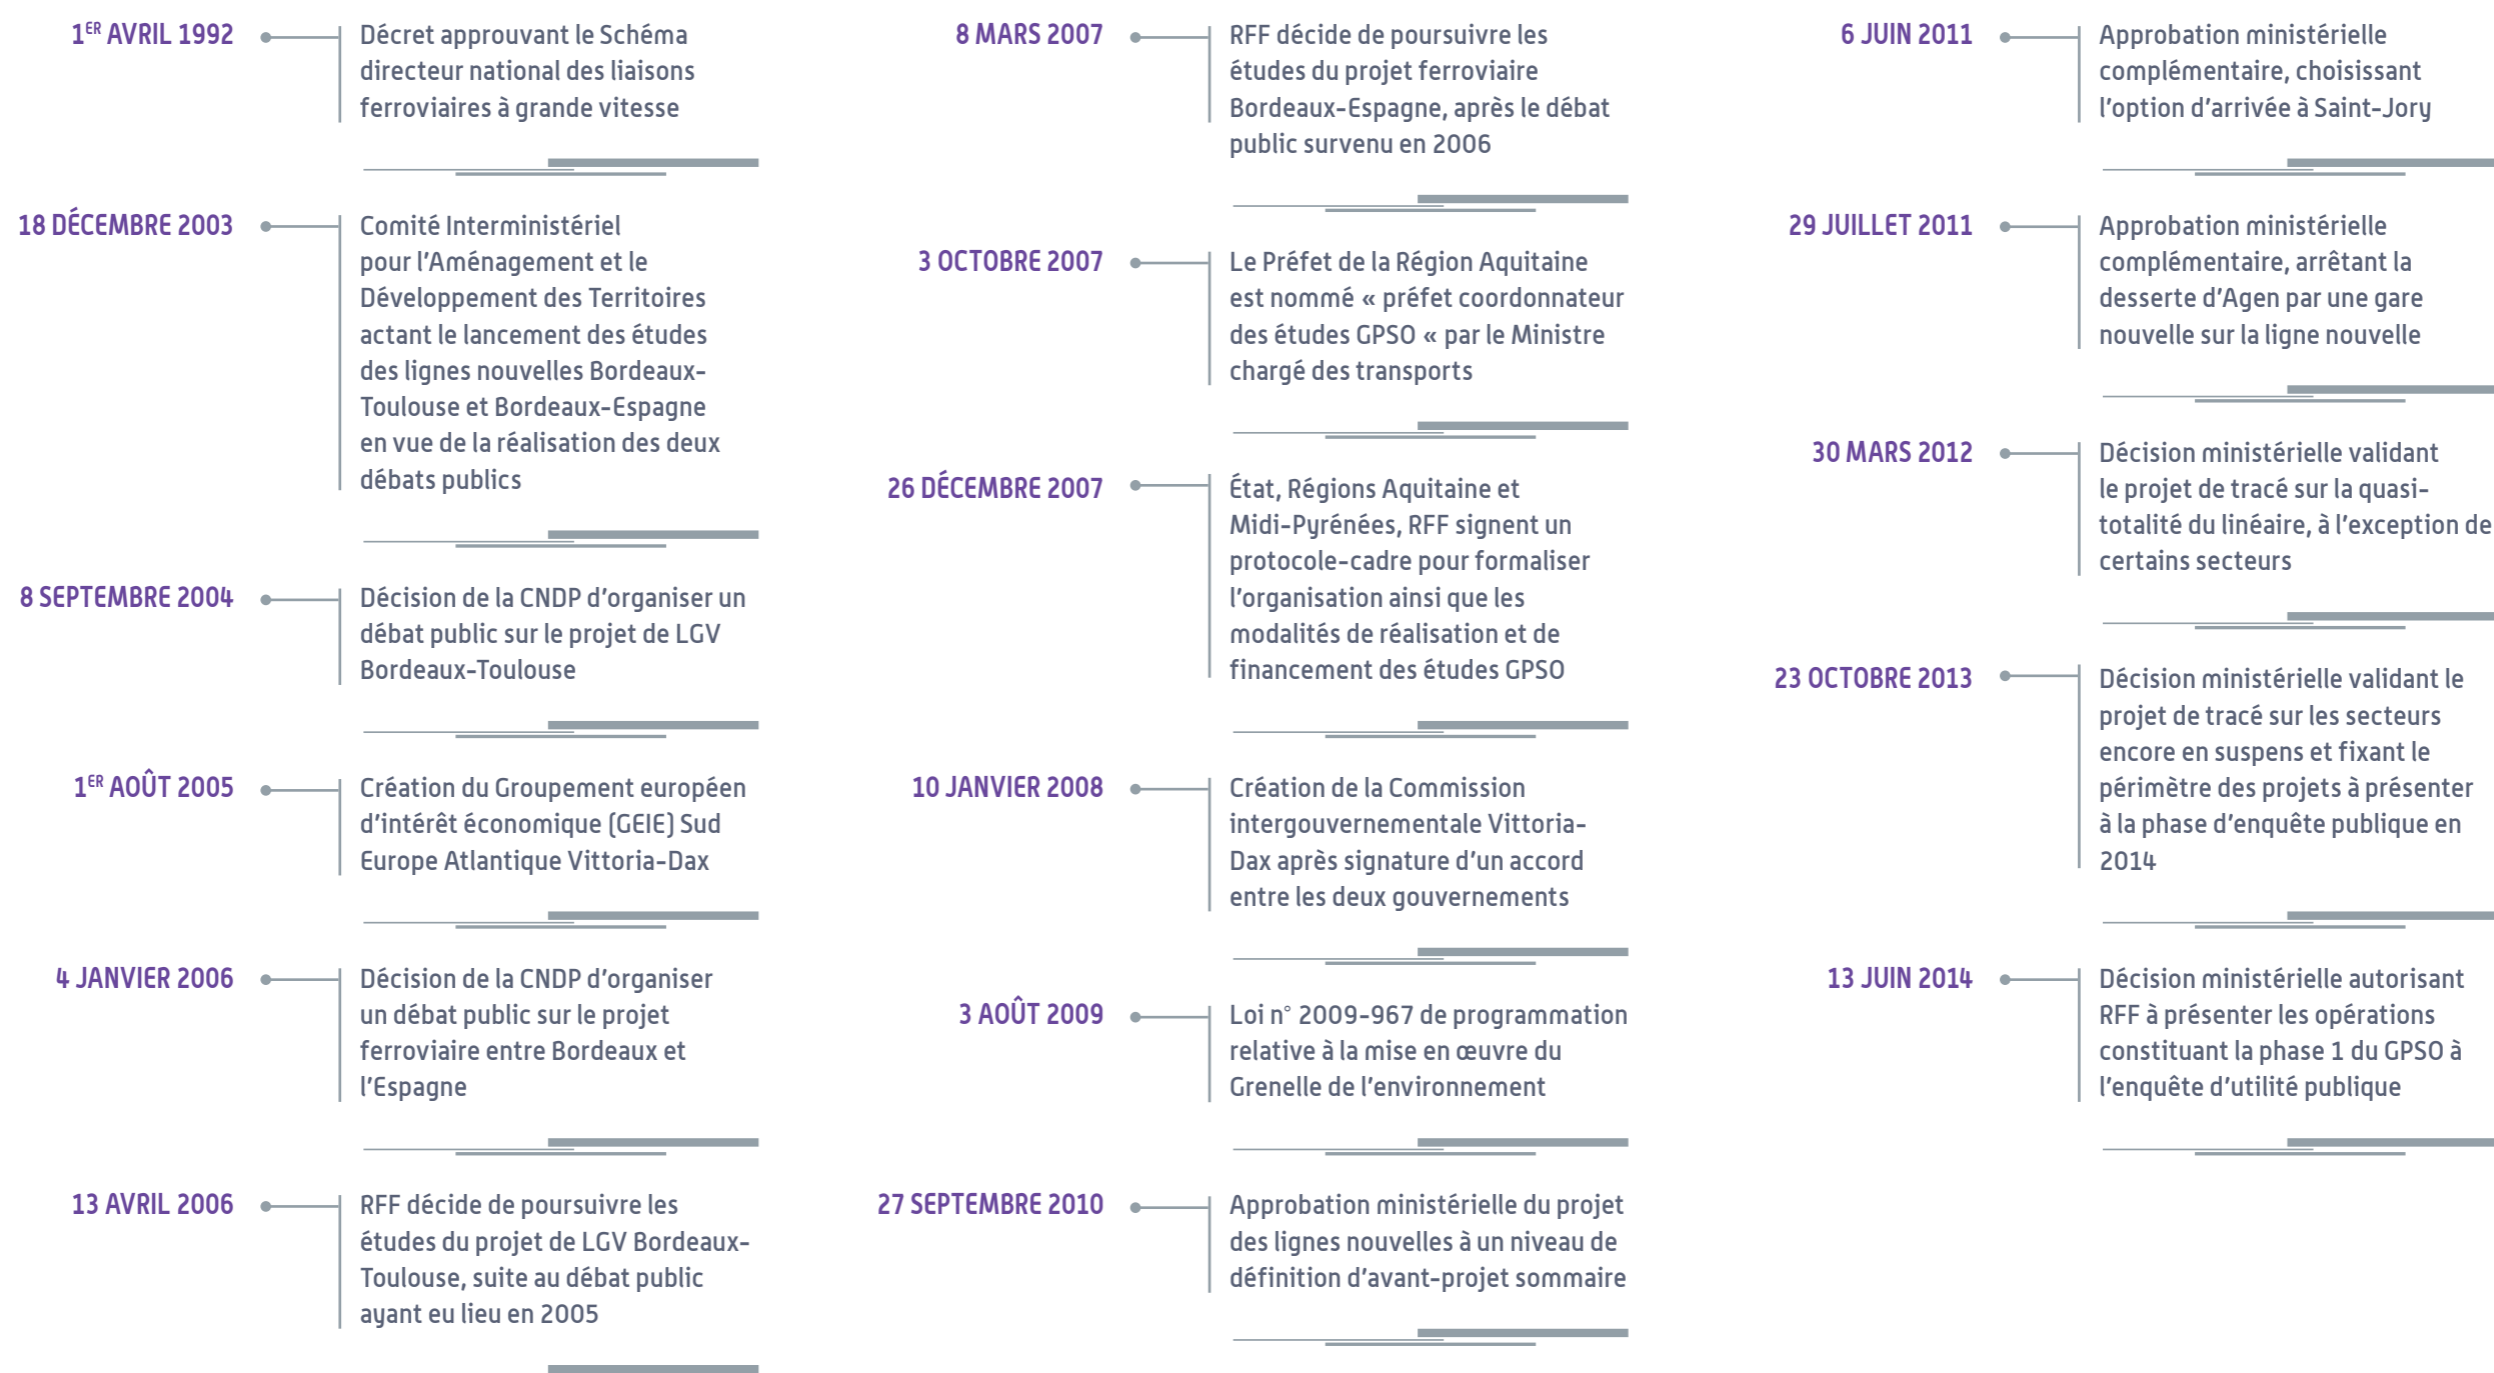 1ER AVRIL 1992
Décret approuvant le Schéma
directeur national des liaisons
ferroviaires à grande vitesse
18 DÉCEMBRE 2003
Comité Interministériel
pour l'Aménagement et le
Développement des Territoires
actant le lancement des études
des lignes nouvelles Bordeaux-
Toulouse et Bordeaux-Espagne
en vue de la réalisation des deux
débats publics
8 SEPTEMBRE 2004
Décision de la CNDP d'organiser un
débat public sur le projet de LGV
Bordeaux-Toulouse
1ER AOÛT 2005
Création du Groupement européen
d'intérêt économique (GEIE) Sud
Europe Atlantique Vittoria-Dax
4 JANVIER 2006
Décision de la CNDP d'organiser
un débat public sur le projet
ferroviaire entre Bordeaux et
l'Espagne
13 AVRIL 2006
RFF décide de poursuivre les
études du projet de LGV Bordeaux-
Toulouse, suite au débat public
ayant eu lieu en 2005
8 MARS 2007
RFF décide de poursuivre les
études du projet ferroviaire
Bordeaux-Espagne, après le débat
public survenu en 2006
3 OCTOBRE 2007
Le Préfet de la Région Aquitaine
est nommé « préfet coordonnateur
des études GPSO « par le Ministre
chargé des transports
26 DÉCEMBRE 2007
État, Régions Aquitaine et
Midi-Pyrénées, RFF signent un
protocole-cadre pour formaliser
l'organisation ainsi que les
modalités de réalisation et de
financement des études GPSO
10 JANVIER 2008
Création de la Commission
intergouvernementale Vittoria-
Dax après signature d'un accord
entre les deux gouvernements
3 AOÛT 2009
Loi n° 2009-967 de programmation
relative à la mise en œuvre du
Grenelle de l'environnement
27 SEPTEMBRE 2010
Approbation ministérielle du projet
des lignes nouvelles à un niveau de
définition d'avant-projet sommaire
6 JUIN 2011
Approbation ministérielle
complémentaire, choisissant
l'option d'arrivée à Saint-Jory
29 JUILLET 2011
Approbation ministérielle
complémentaire, arrêtant la
desserte d'Agen par une gare
nouvelle sur la ligne nouvelle
30 MARS 2012
Décision ministérielle validant
le projet de tracé sur la quasi-
totalité du linéaire, à l'exception de
certains secteurs
23 OCTOBRE 2013
Décision ministérielle validant le
projet de tracé sur les secteurs
encore en suspens et fixant le
périmètre des projets à présenter
à la phase d'enquête publique en
2014
13 JUIN 2014
Décision ministérielle autorisant
RFF à présenter les opérations
constituant la phase 1 du GPSO à
l'enquête d'utilité publique